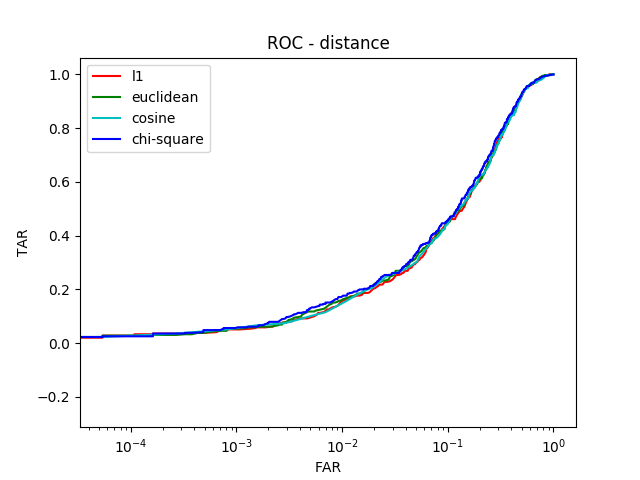 ROC - distance
l1
euclidean
cosine
chi-square
TAR
1.0
0.8
0.6
0.4
0.2
0.0
−0.2
10⁻⁴ 10⁻³ 10⁻² 10⁻¹ 10⁰
FAR